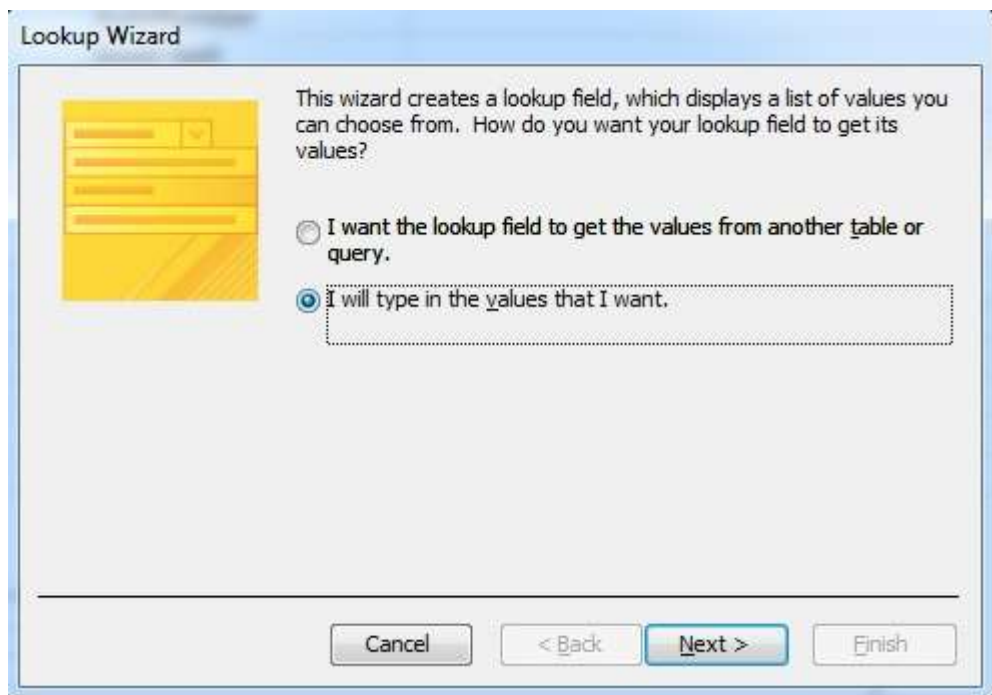 Lookup Wizard
This wizard creates a lookup field, which displays a list of values you
can choose from. How do you want your lookup field to get its
values?
I want the lookup field to get the values from another table or
query.
I will type in the values that I want.
Cancel
< Back
Next >
Finish